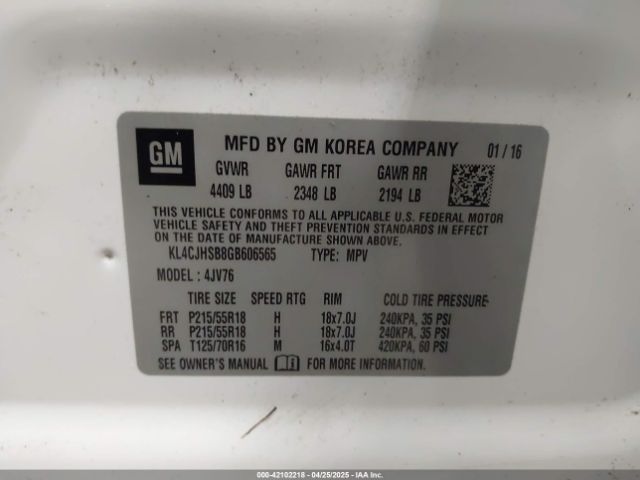 GM
MFD BY GM KOREA COMPANY 01 / 16
GVWR GAWR FRT GAWR RR
4409 LB 2348 LB 2194 LB
THIS VEHICLE CONFORMS TO ALL APPLICABLE U.S. FEDERAL MOTOR
VEHICLE SAFETY AND THEFT PREVENTION STANDARDS IN
EFFECT ON THE DATE OF MANUFACTURE SHOWN ABOVE.
KL4CJHSB8GB606565 TYPE: MPV
MODEL : 4JV76
TIRE SIZE SPEED RTG RIM COLD TIRE PRESSURE
FRT P215/55R18 H 18x7.0J 240KPA, 35 PSI
RR P215/55R18 H 18x7.0J 240KPA, 35 PSI
SPA T125/70R16 M 16x4.0T 420KPA, 60 PSI
SEE OWNER'S MANUAL FOR MORE INFORMATION.
000-42102218 - 04/25/2025 - IAA Inc.